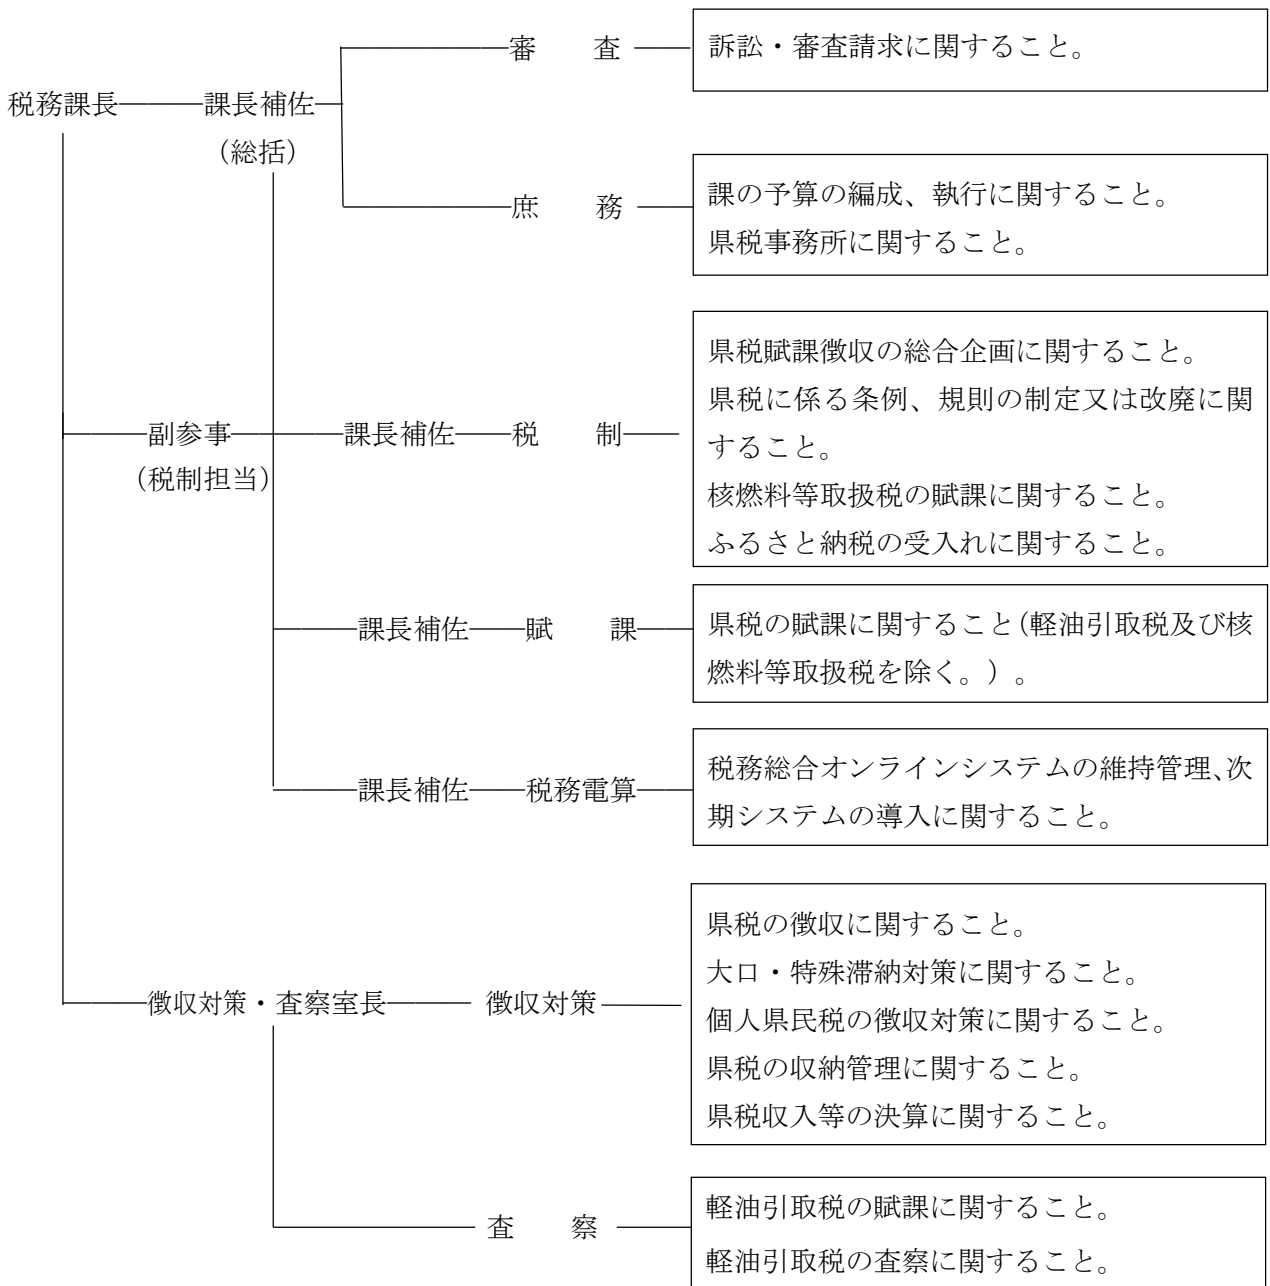 審　査
訴訟・審査請求に関すること。
税務課長
課長補佐
(総括)
庶　務
課の予算の編成、執行に関すること。
県税事務所に関すること。
副参事
(税制担当)
課長補佐
税　制
県税賦課徴収の総合企画に関すること。
県税に係る条例、規則の制定又は改廃に関
すること。
核燃料等取扱税の賦課に関すること。
ふるさと納税の受入れに関すること。
課長補佐
賦　課
県税の賦課に関すること(軽油引取税及び核
燃料等取扱税を除く。)。
課長補佐
税務電算
税務総合オンラインシステムの維持管理、次
期システムの導入に関すること。
徴収対策・査察室長
徴収対策
県税の徴収に関すること。
大口・特殊滞納対策に関すること。
個人県民税の徴収対策に関すること。
県税の収納管理に関すること。
県税収入等の決算に関すること。
査　察
軽油引取税の賦課に関すること。
軽油引取税の査察に関すること。